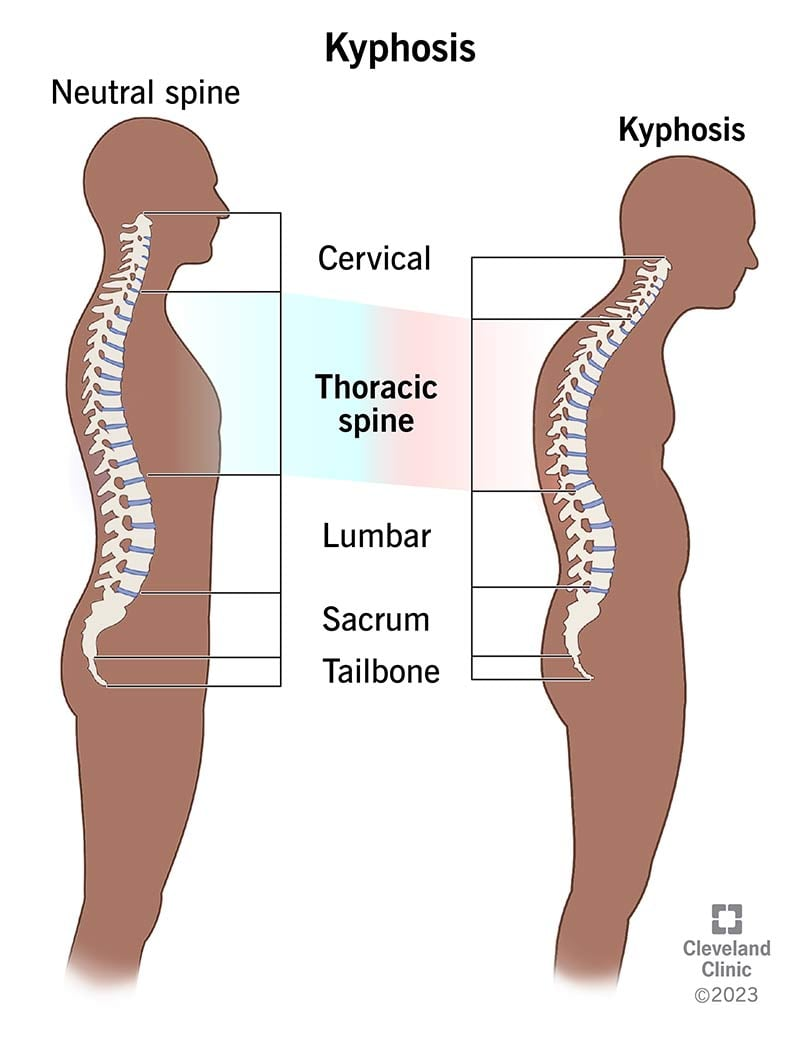 Kyphosis
Neutral spine
Kyphosis
Cervical
Thoracic
spine
Lumbar
Sacrum
Tailbone
Cleveland
Clinic
©2023